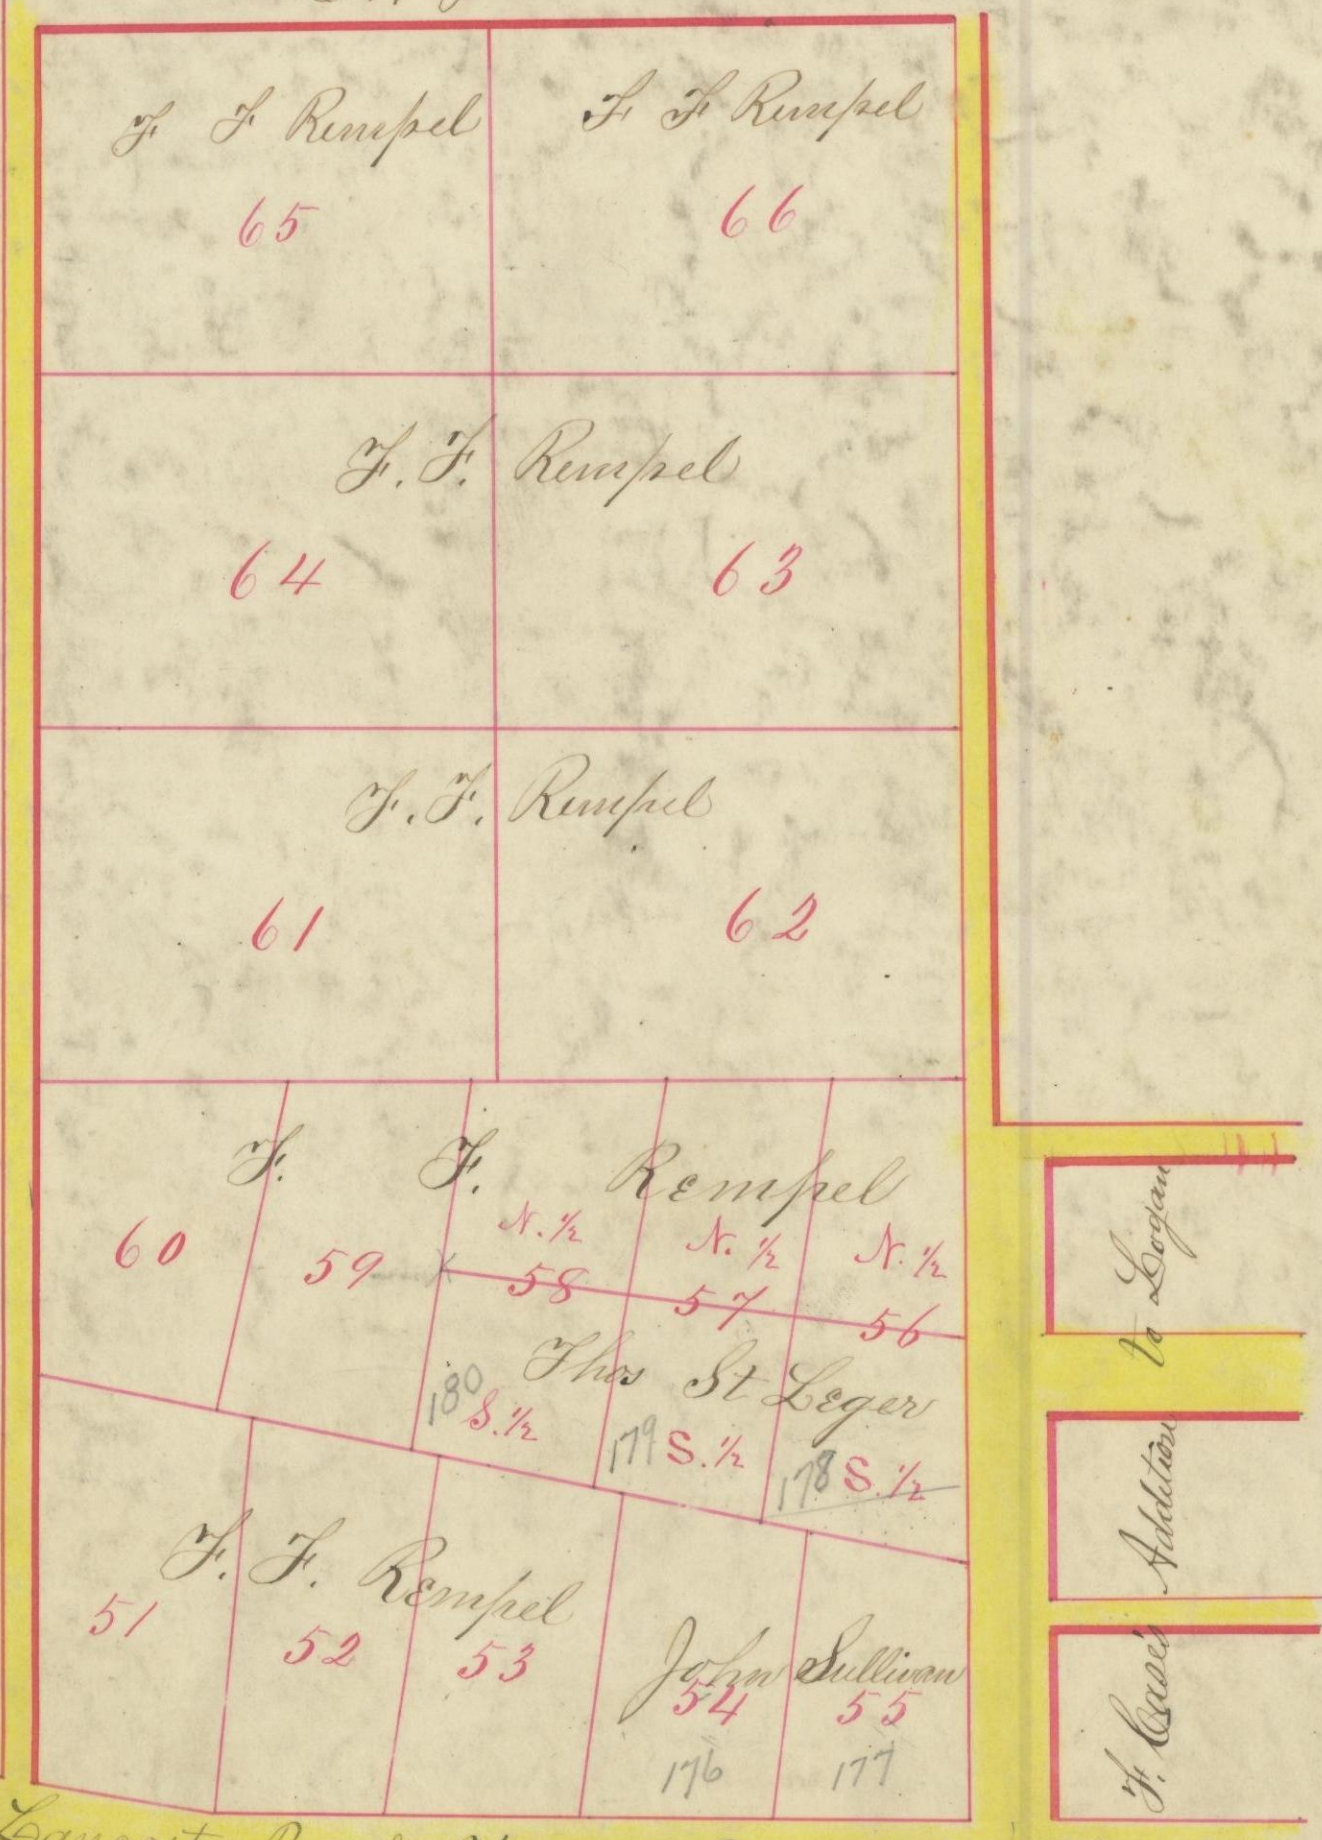 F F Rempel
F F Rempel
65
66
F. F. Rempel
64
63
F. F. Rempel
61
62
F. F. Rempel
N. 1/2
N. 1/2
N. 1/2
60
59
58
57
56
Thos St Leger
180 S. 1/2
179 S. 1/2
178 S. 1/2
F. F. Rempel
51
52
53
John Sullivan
54
55
176
177
F. Case's Addition to Logan